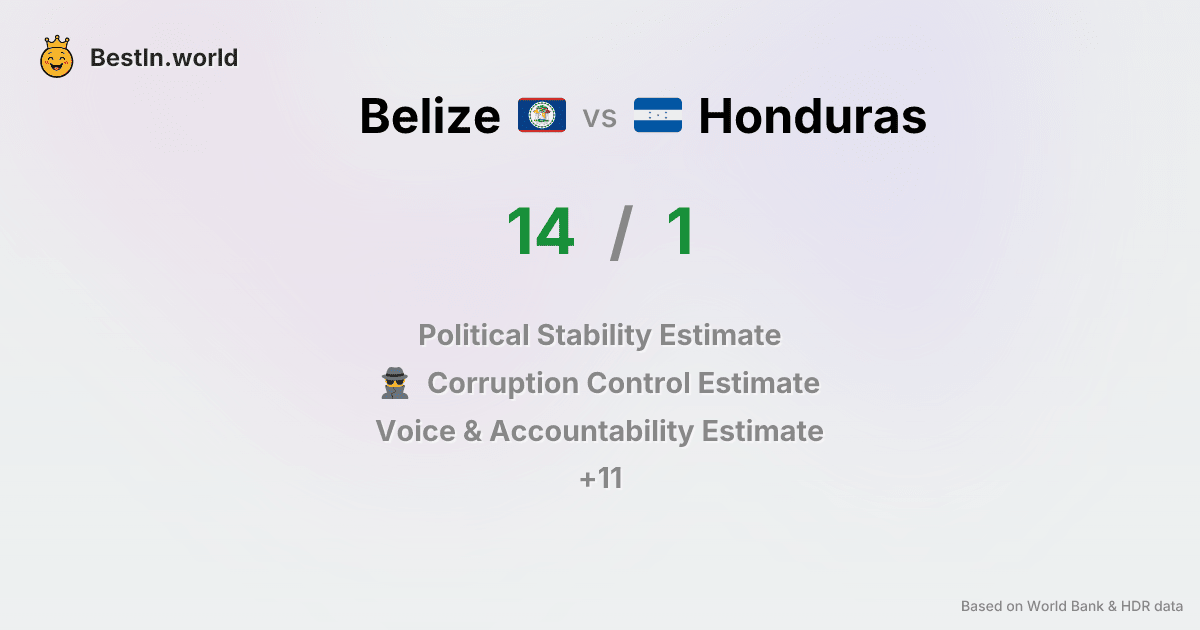 BestIn.world
Belize vs Honduras
14 / 1
Political Stability Estimate
Corruption Control Estimate
Voice & Accountability Estimate
+11
Based on World Bank & HDR data